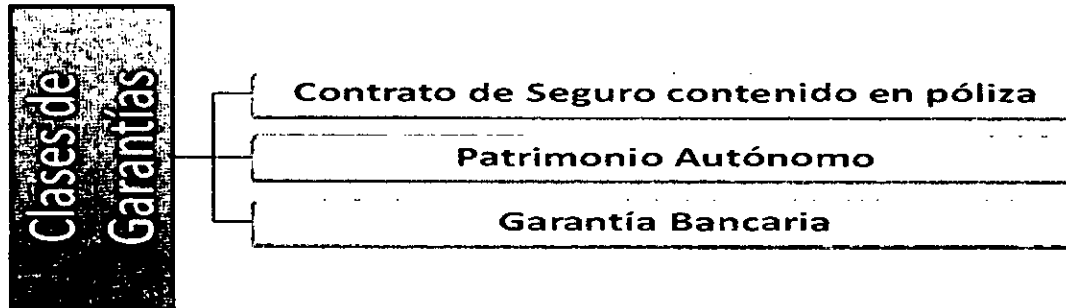 Clases de
Garantías
Contrato de Seguro contenido en póliza
Patrimonio Autónomo
Garantía Bancaria